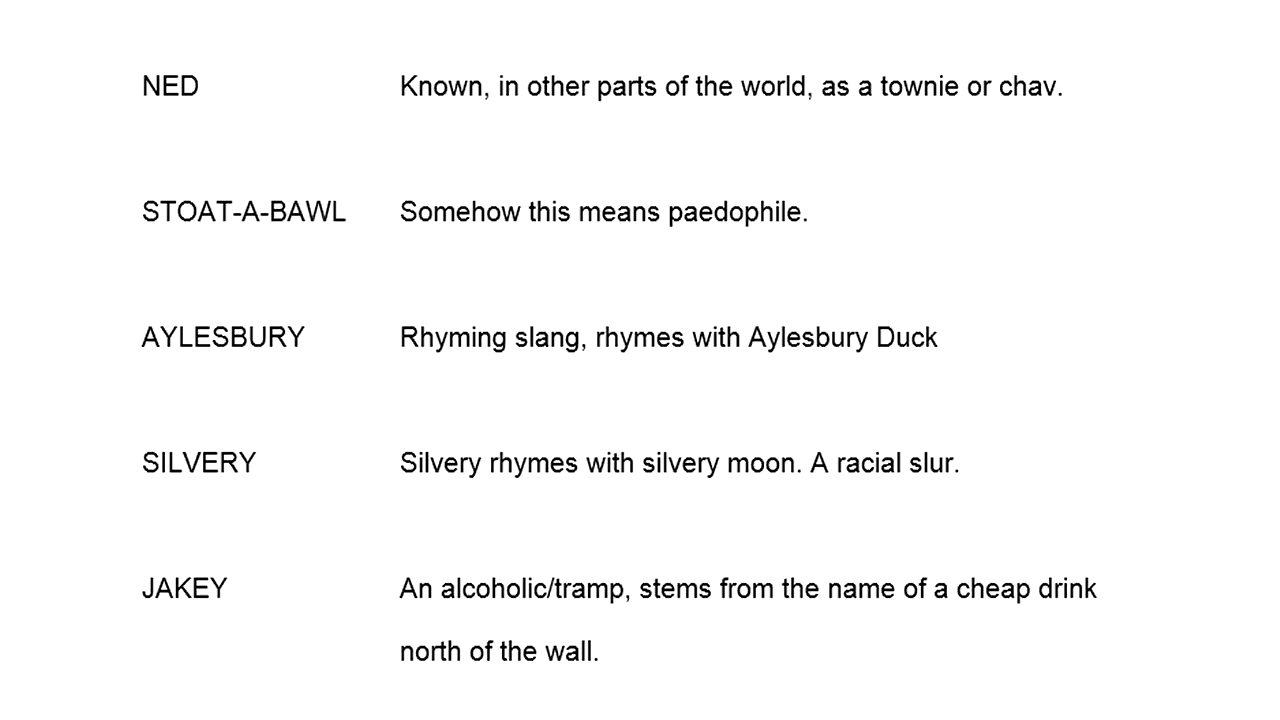 NED Known, in other parts of the world, as a townie or chav.
STOAT-A-BAWL Somehow this means paedophile.
AYLESBURY Rhyming slang, rhymes with Aylesbury Duck
SILVERY Silvery rhymes with silvery moon. A racial slur.
JAKEY An alcoholic/tramp, stems from the name of a cheap drink
north of the wall.